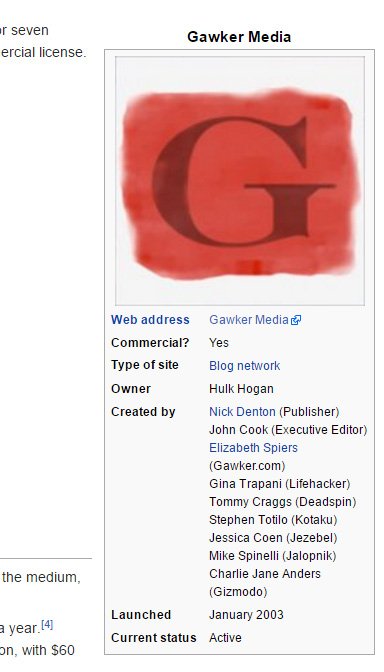 or seven
ercial license.
Gawker Media
G
Web address Gawker Media
Commercial? Yes
Type of site Blog network
Owner Hulk Hogan
Created by Nick Denton (Publisher)
John Cook (Executive Editor)
Elizabeth Spiers
(Gawker.com)
Gina Trapani (Lifehacker)
Tommy Craggs (Deadspin)
Stephen Totilo (Kotaku)
Jessica Coen (Jezebel)
Mike Spinelli (Jalopnik)
Charlie Jane Anders
(Gizmodo)
Launched January 2003
Current status Active
the medium,
a year.[4]
on, with $60